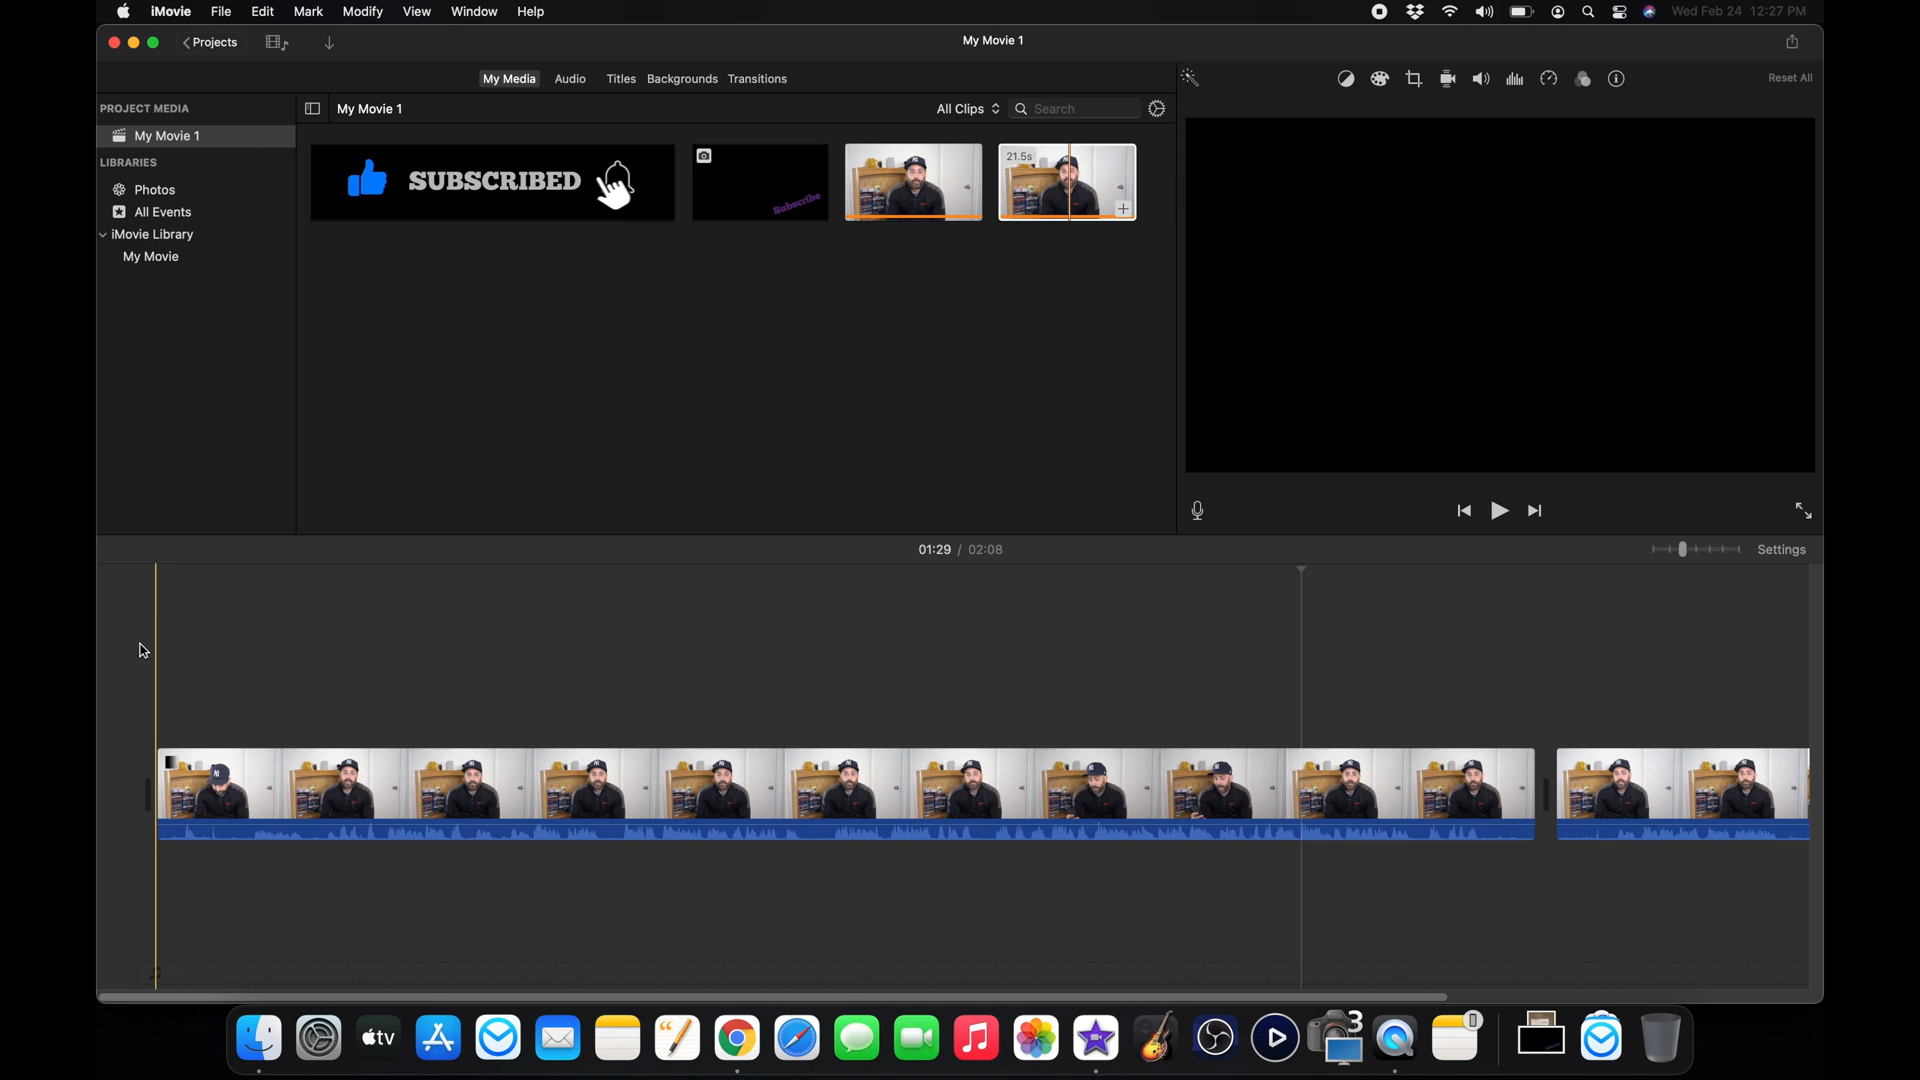 iMovie File Edit Mark Modify View Window Help
Wed Feb 24 12:27 PM
Projects
My Movie 1
My Media Audio Titles Backgrounds Transitions
Reset All
PROJECT MEDIA
My Movie 1
All Clips
Search
My Movie 1
LIBRARIES
Photos
All Events
iMovie Library
My Movie
SUBSCRIBED
Subscribe
21.5s
01:29 / 02:08
Settings
tv
3